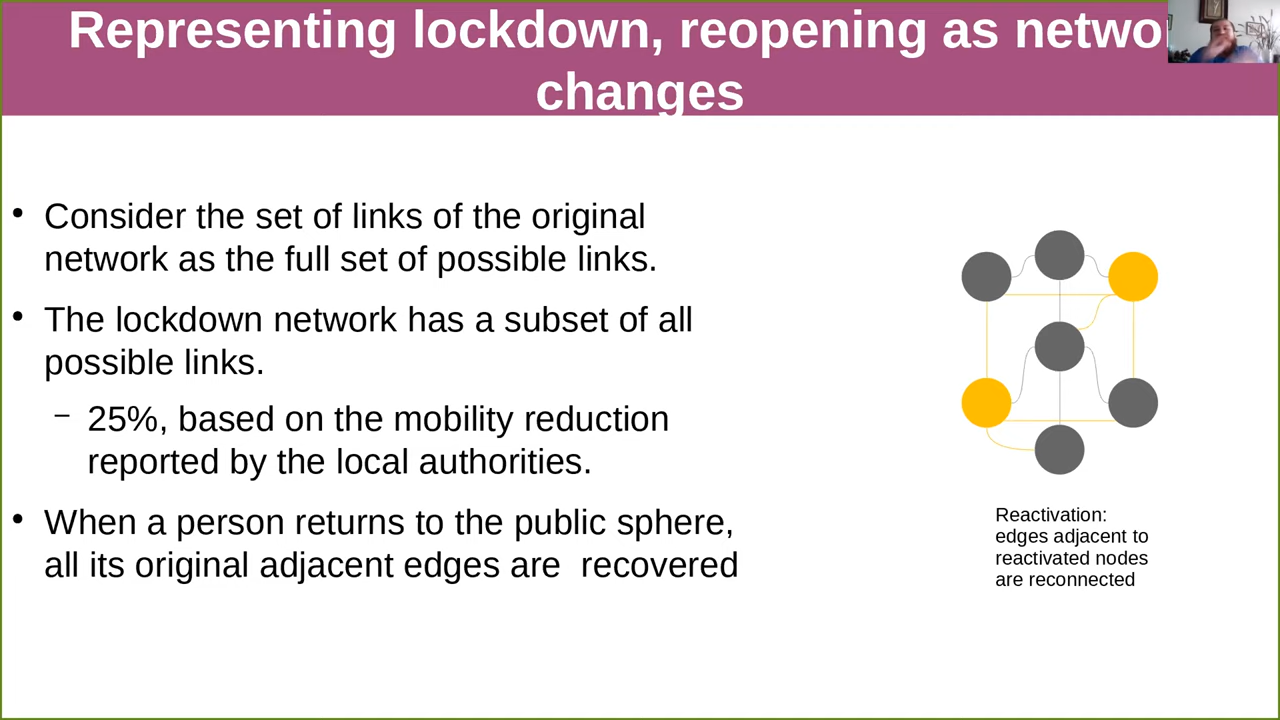 Representing lockdown, reopening as netwo
changes
• Consider the set of links of the original
network as the full set of possible links.
• The lockdown network has a subset of all
possible links.
– 25%, based on the mobility reduction
reported by the local authorities.
• When a person returns to the public sphere,
all its original adjacent edges are  recovered
Reactivation:
edges adjacent to
reactivated nodes
are reconnected